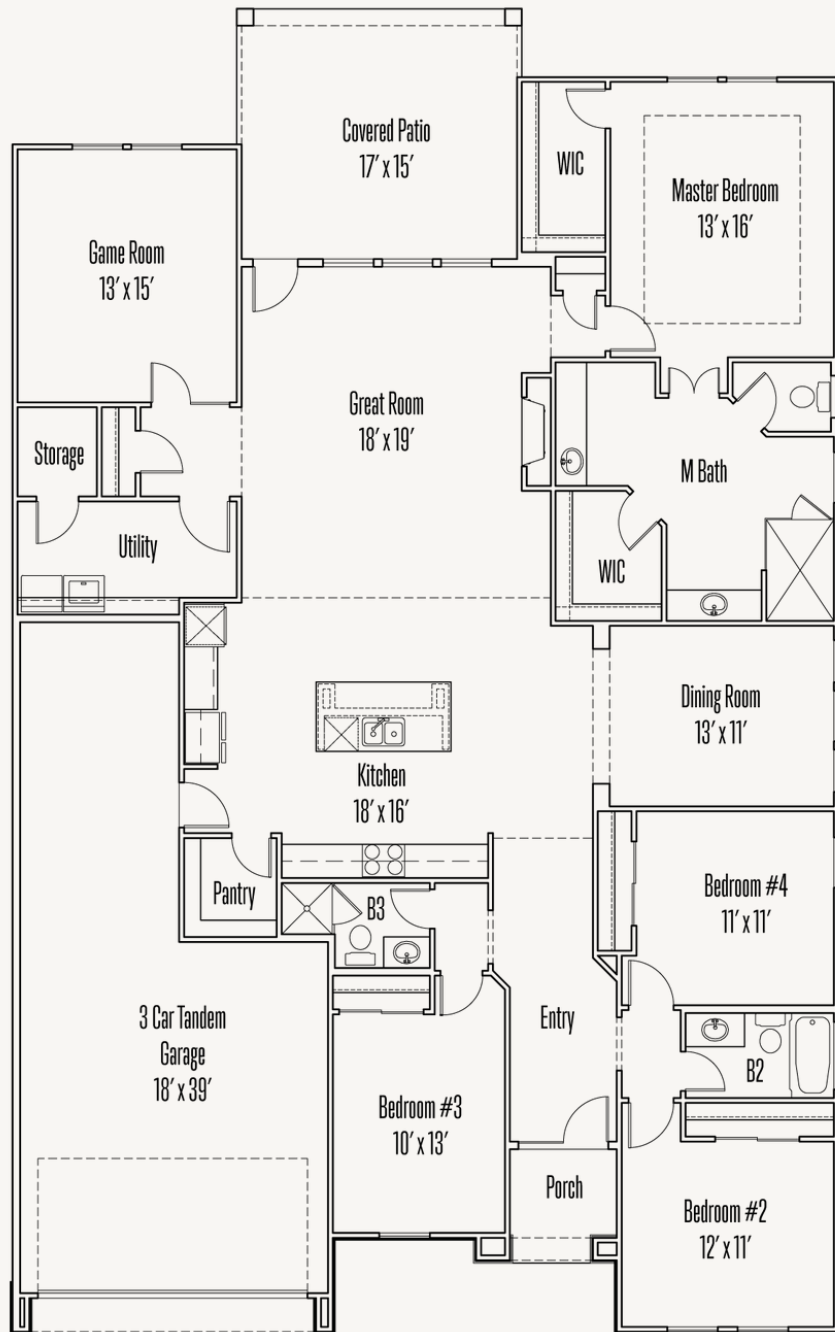 Covered Patio
17' x 15'
WIC
Master Bedroom
13' x 16'
Game Room
13' x 15'
Great Room
18' x 19'
Storage
M Bath
Utility
WIC
Dining Room
13' x 11'
Kitchen
18' x 16'
Pantry
B3
Bedroom #4
11' x 11'
3 Car Tandem
Garage
18' x 39'
Entry
B2
Bedroom #3
10' x 13'
Porch
Bedroom #2
12' x 11'